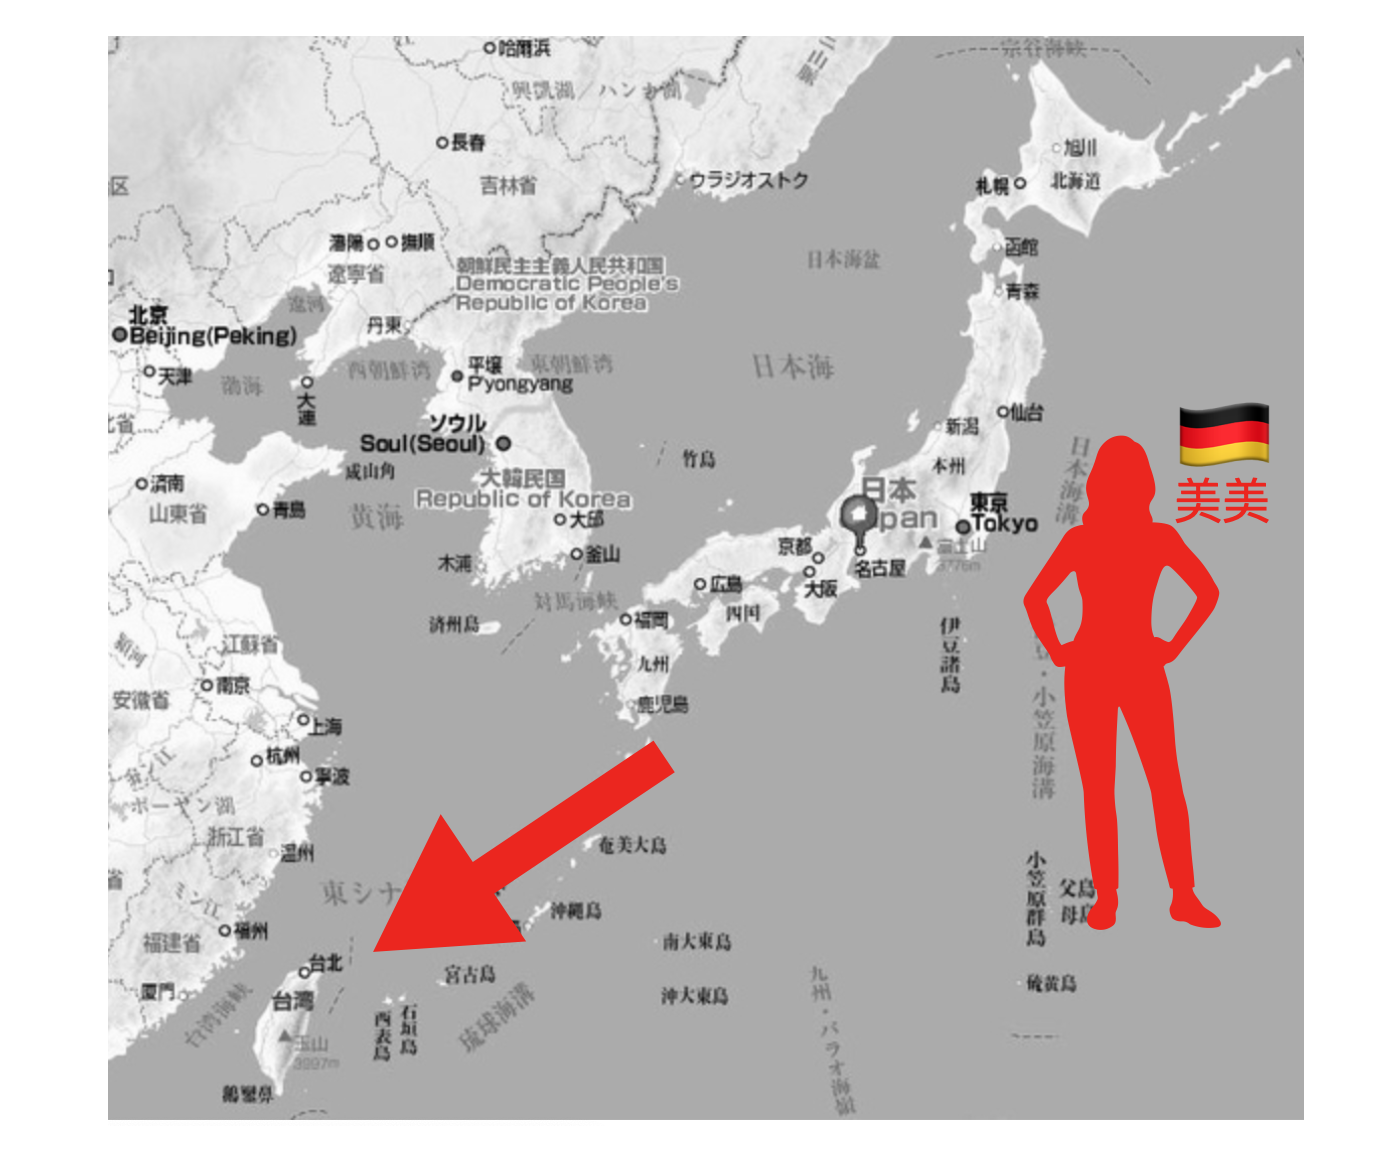 哈爾浜
宗谷海峡
山脈
興凱湖／ハンカ湖
長春
旭川
吉林省
ウラジオストク
札幌
北海道
区
瀋陽
撫順
函館
朝鮮民主主義人民共和国
Democratic People's
Republic of Korea
日本海盆
遼寧省
青森
遼河
北京
Beijing(Peking)
丹東
西朝鮮湾
平壌
P'yongyang
東朝鮮湾
日本海
天津
渤海
大連
仙台
省
ソウル
Soul(Seoul)
新潟
竹島
日本海溝
成山角
本州
大韓民国
Republic of Korea
済南
山東省
青島
黄海
大邱
日本
pan
東京
Tokyo
美美
京都
富士山
3776m
釜山
木浦
名古屋
大阪
広島
対馬海峡
四国
済州島
福岡
伊豆諸島
江蘇省
九州
豆・小笠原海溝
南京
安徽省
鹿児島
上海
杭州
寧波
ポーヤン湖
浙江省
温州
奄美大島
小笠原群島
父島
母島
省
東シナ
ミン江
沖縄島
福州
福建省
南大東島
台北
宮古島
九州・パラオ海嶺
硫黄島
厦門
台湾
沖大東島
台湾海峡
石垣島
西表島
琉球海溝
玉山
3997m
鵝鑾鼻